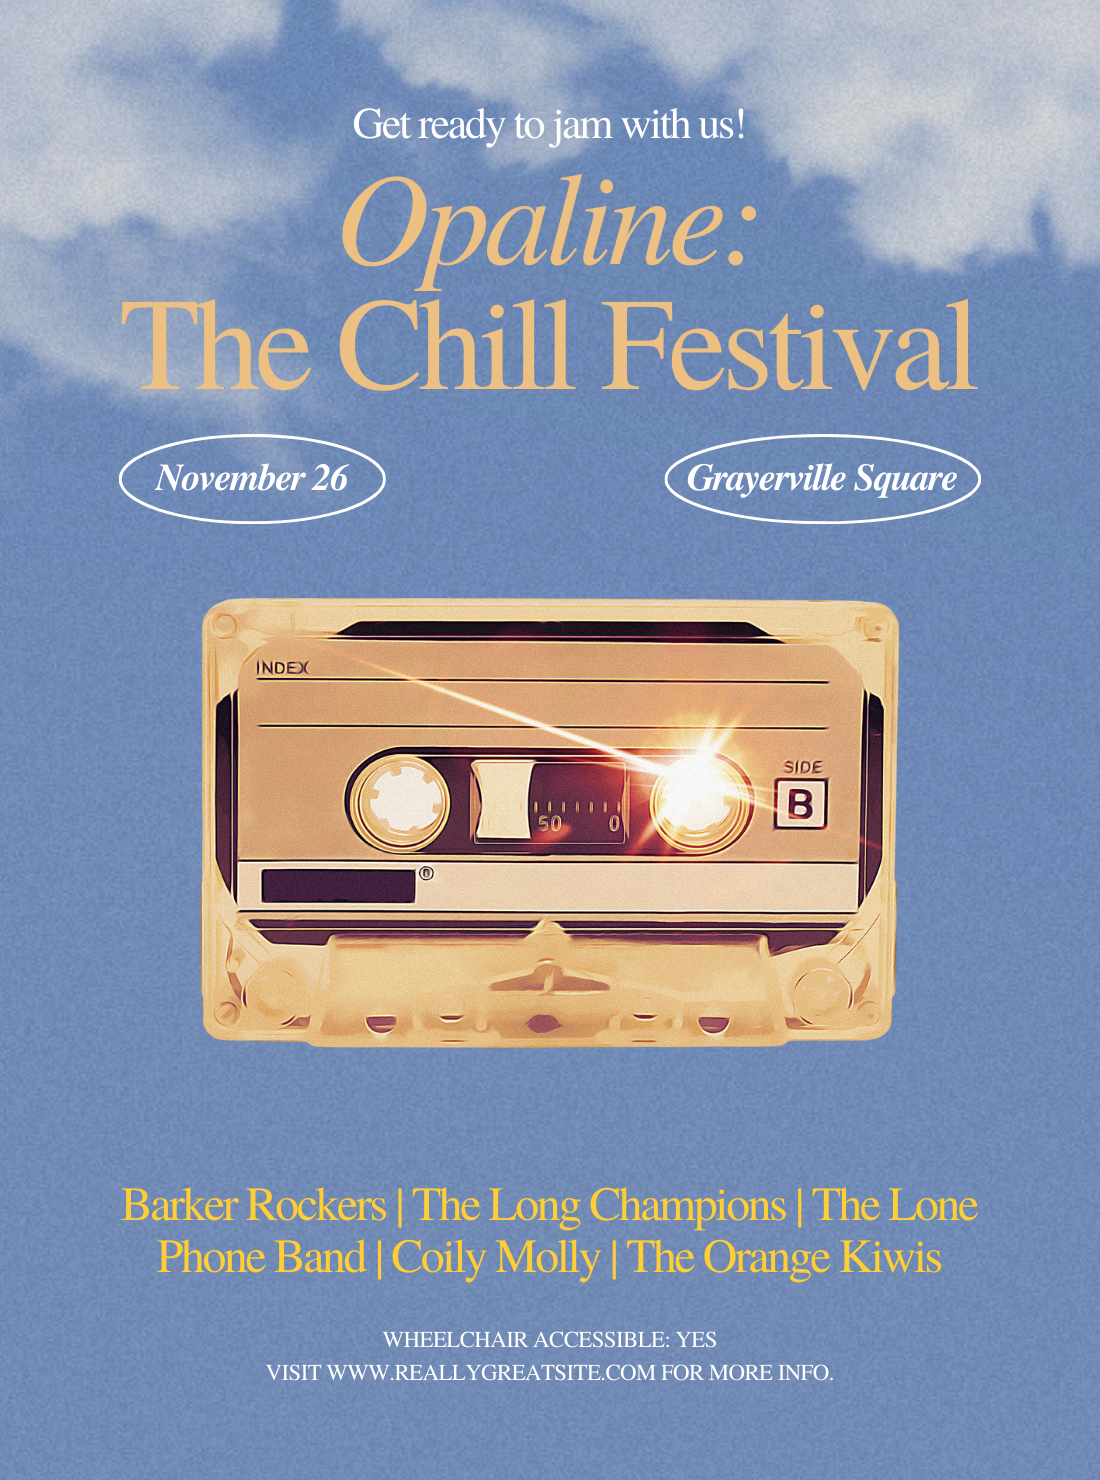 Get ready to jam with us!
Opaline:
The Chill Festival
November 26
Grayerville Square
INDEX
SIDE
B
50 0
®
Barker Rockers | The Long Champions | The Lone
Phone Band | Coily Molly | The Orange Kiwis
WHEELCHAIR ACCESSIBLE: YES
VISIT WWW.REALLYGREATSITE.COM FOR MORE INFO.